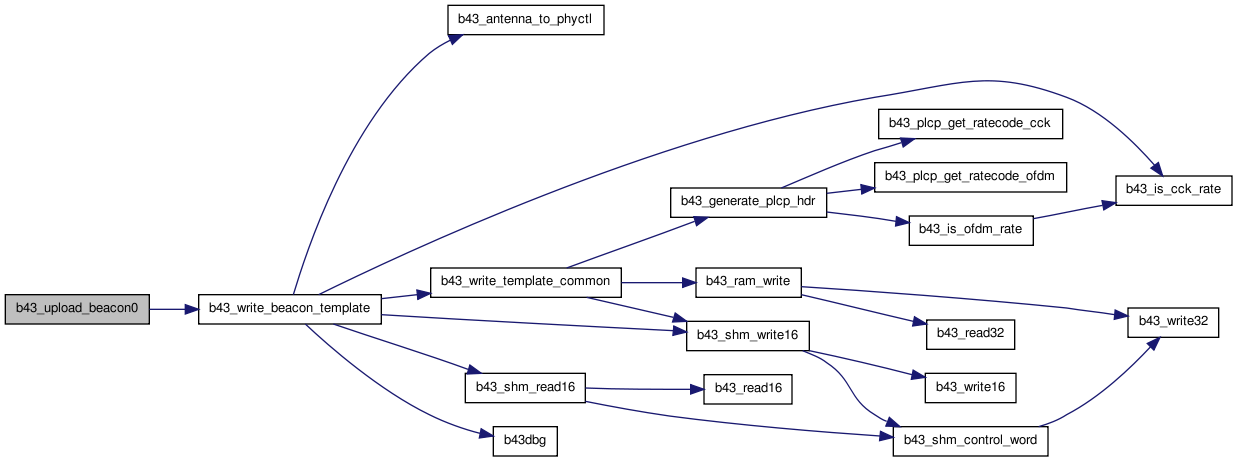 b43_antenna_to_phyctl
b43_plcp_get_ratecode_cck
b43_plcp_get_ratecode_ofdm
b43_is_cck_rate
b43_generate_plcp_hdr
b43_is_ofdm_rate
b43_write_template_common
b43_ram_write
b43_upload_beacon0
b43_write_beacon_template
b43_write32
b43_shm_write16
b43_read32
b43_shm_read16
b43_read16
b43_write16
b43dbg
b43_shm_control_word